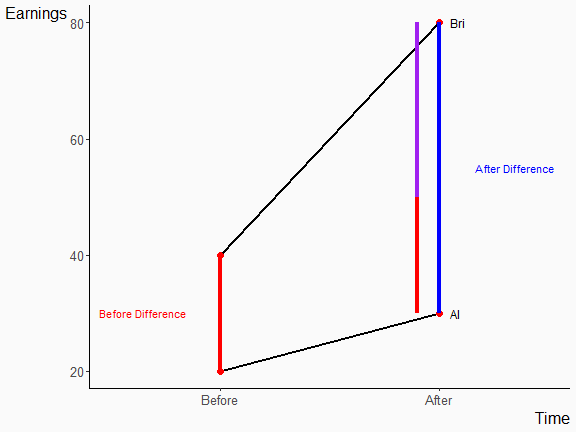 Earnings
80
Bri
60
After Difference
40
Before Difference
Al
20
Before
After
Time